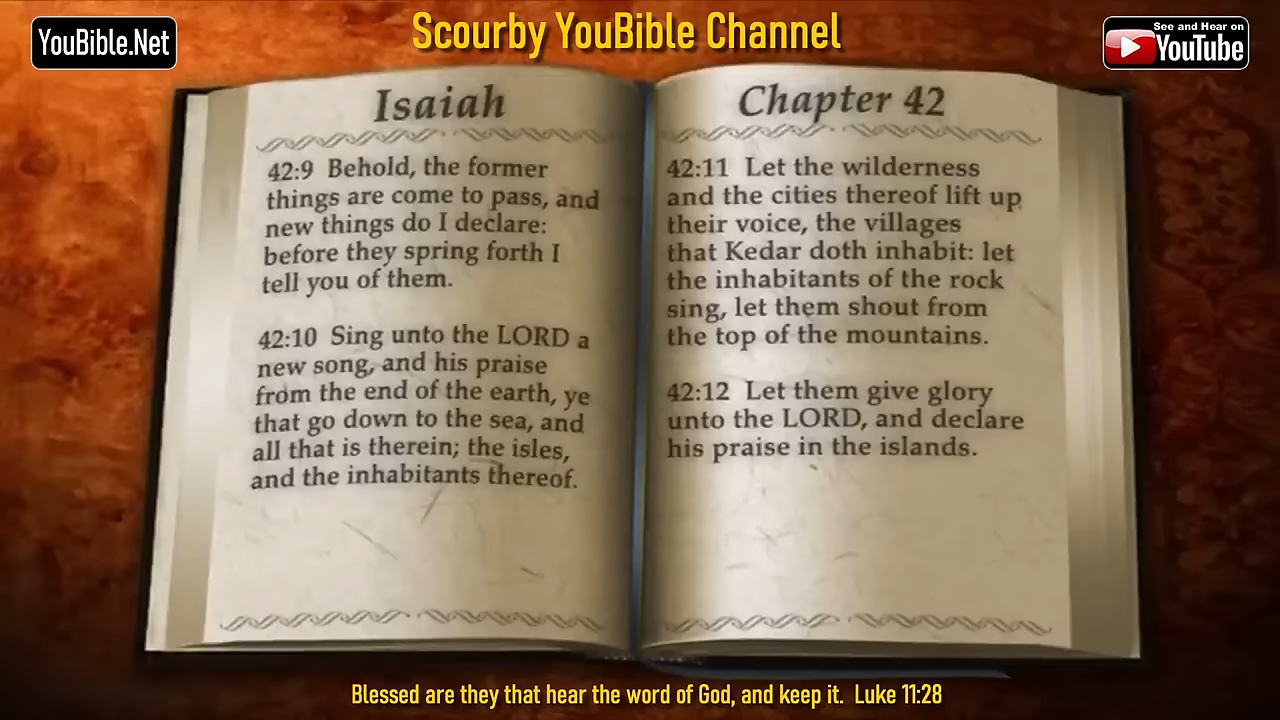 YouBible.Net
Scourby YouBible Channel
See and Hear on
YouTube
Isaiah
42:9 Behold, the former
things are come to pass, and
new things do I declare:
before they spring forth I
tell you of them.
42:10 Sing unto the LORD a
new song, and his praise
from the end of the earth, ye
that go down to the sea, and
all that is therein; the isles,
and the inhabitants thereof.
Chapter 42
42:11 Let the wilderness
and the cities thereof lift up
their voice, the villages
that Kedar doth inhabit: let
the inhabitants of the rock
sing, let them shout from
the top of the mountains.
42:12 Let them give glory
unto the LORD, and declare
his praise in the islands.
Blessed are they that hear the word of God, and keep it. Luke 11:28